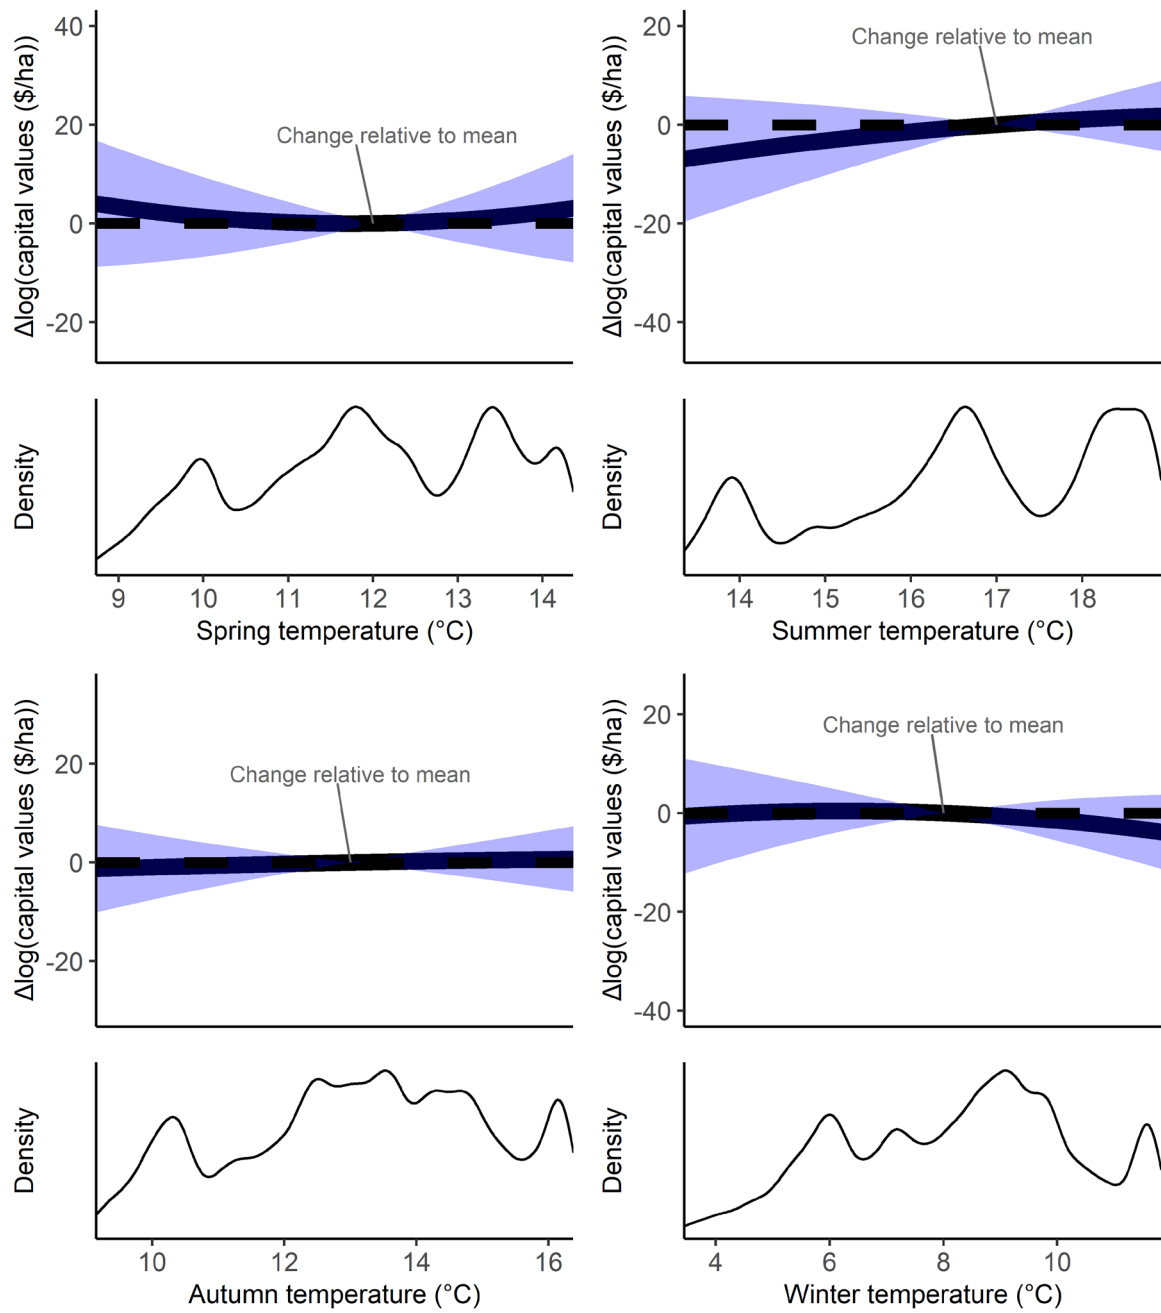 Δlog(capital values ($/ha))
40
20
0
-20
Change relative to mean
Density
9 10 11 12 13 14
Spring temperature (°C)
Δlog(capital values ($/ha))
20
0
-20
-40
Change relative to mean
Density
14 15 16 17 18
Summer temperature (°C)
Δlog(capital values ($/ha))
20
0
-20
Change relative to mean
Density
10 12 14 16
Autumn temperature (°C)
Δlog(capital values ($/ha))
20
0
-20
-40
Change relative to mean
Density
4 6 8 10
Winter temperature (°C)